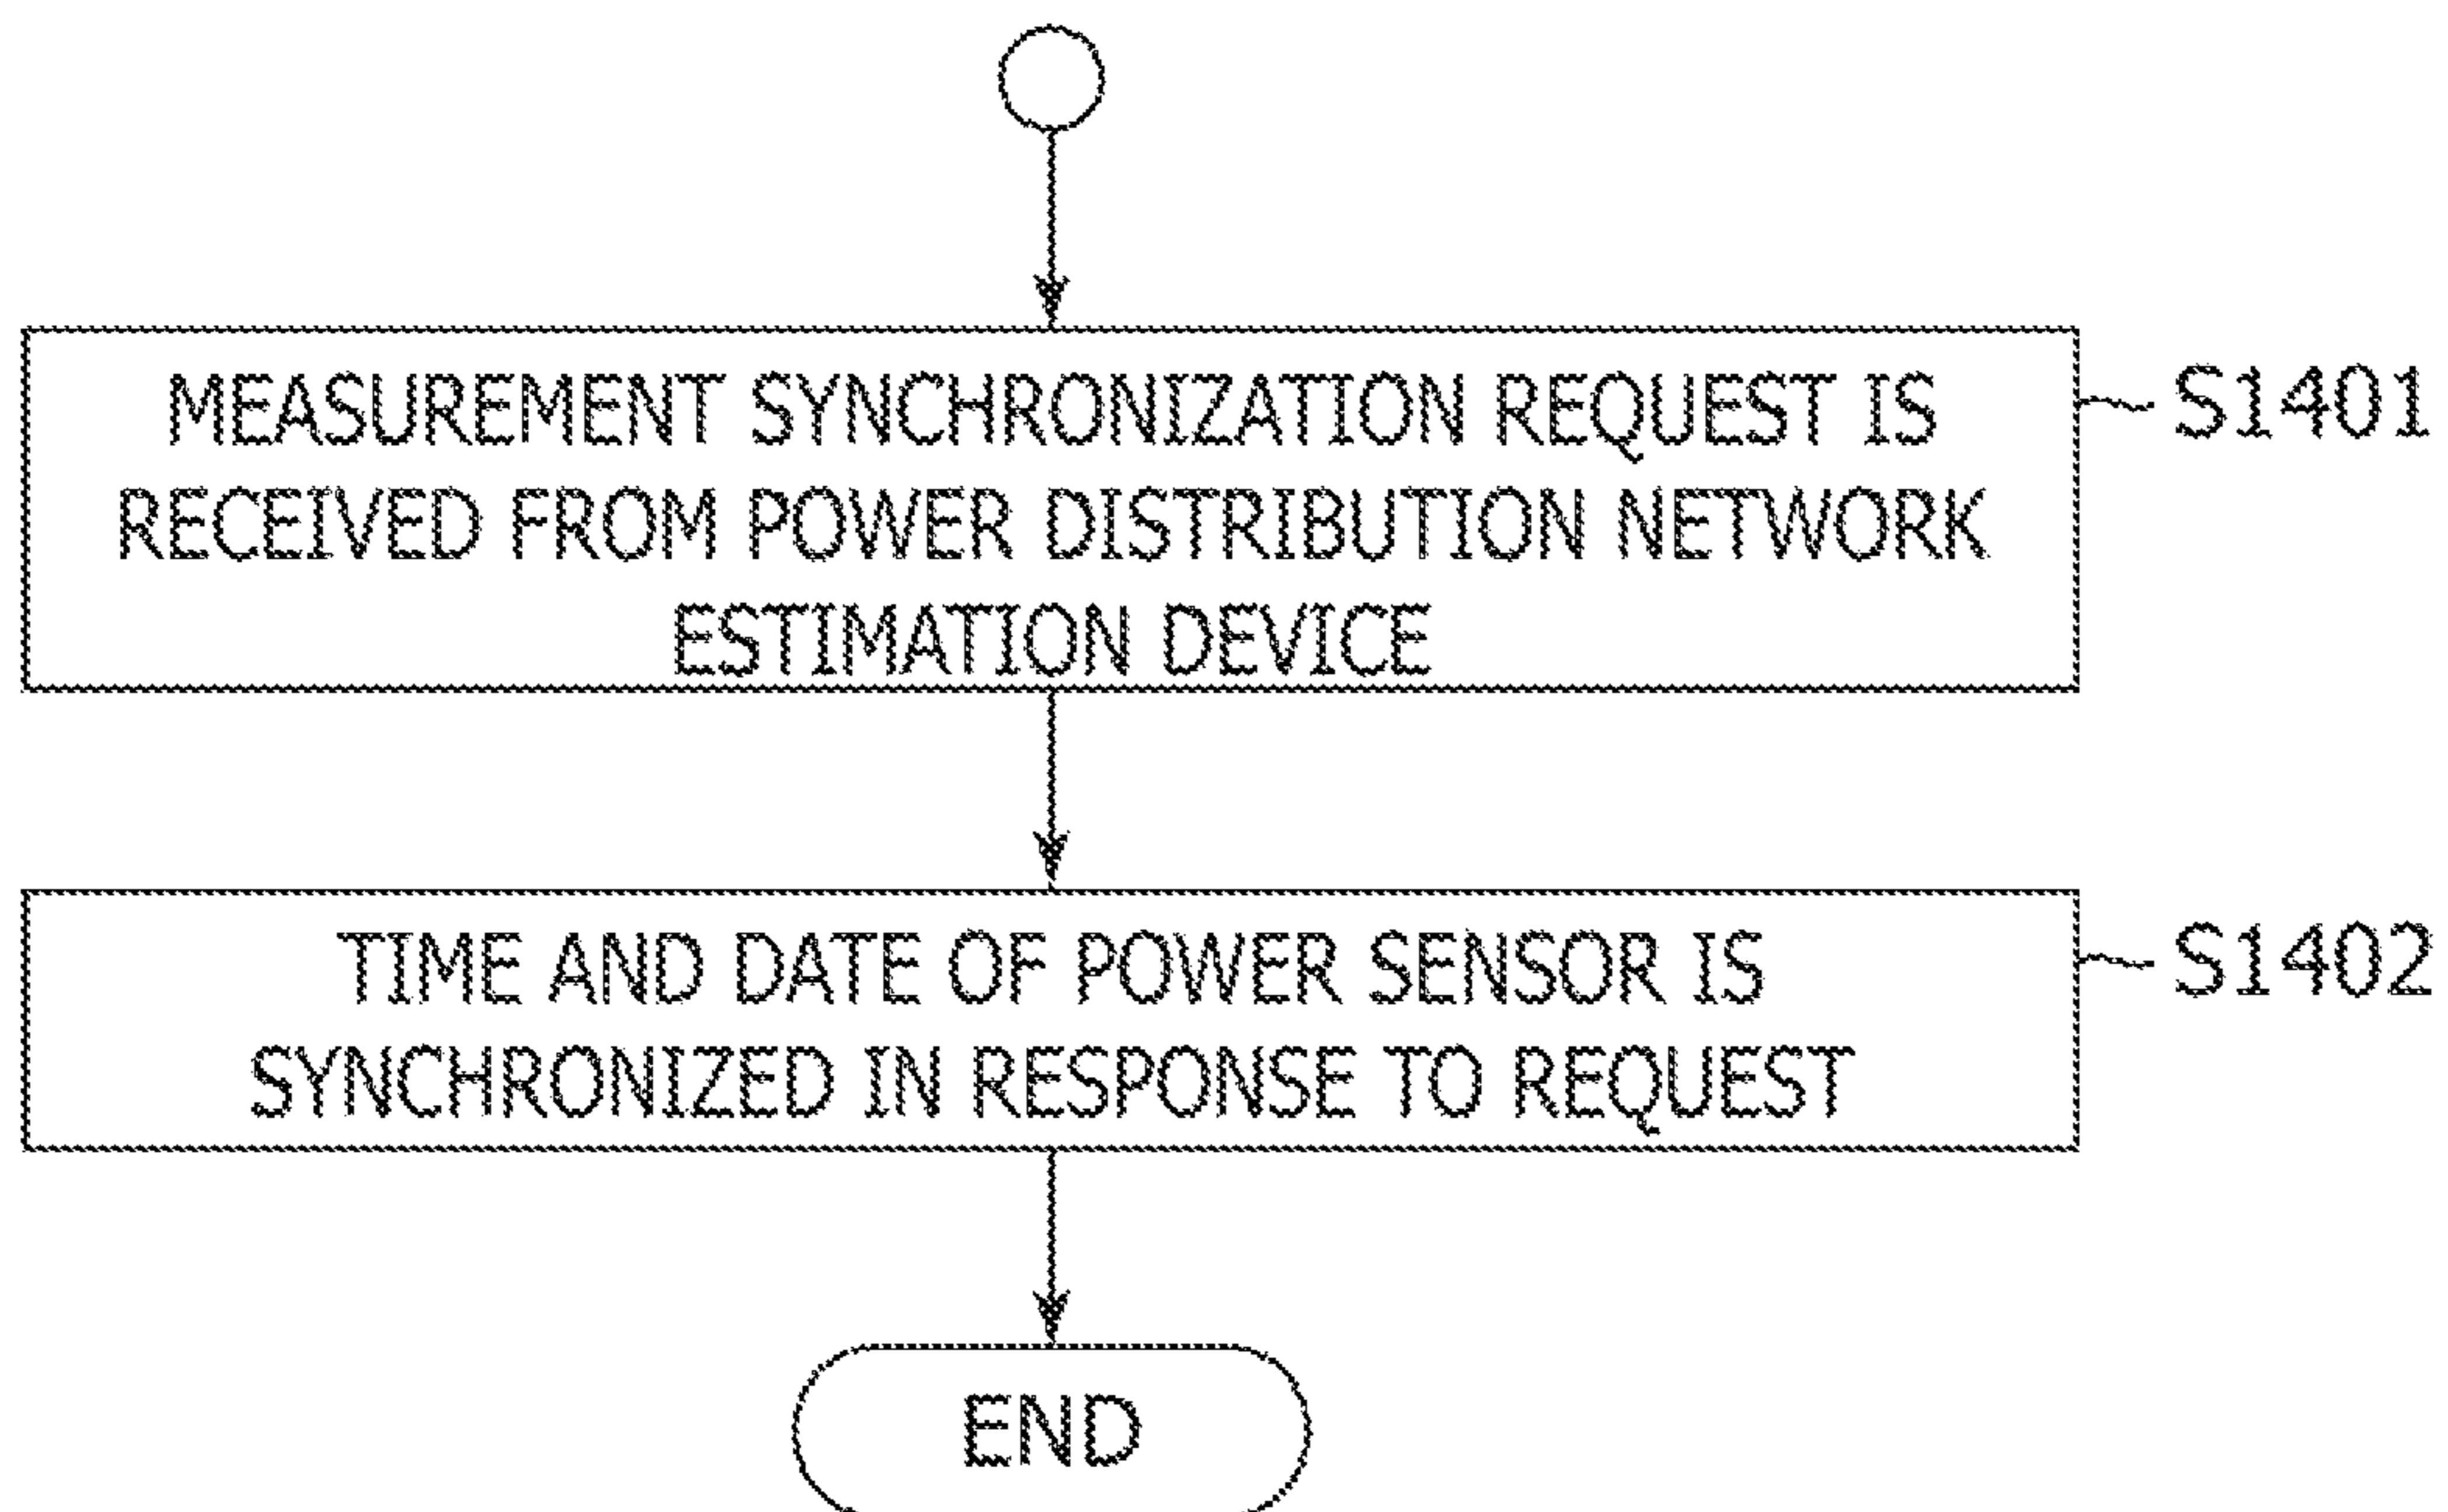 MEASUREMENT SYNCHRONIZATION REQUEST IS
RECEIVED FROM POWER DISTRIBUTION NETWORK
ESTIMATION DEVICE
S1401
TIME AND DATE OF POWER SENSOR IS
SYNCHRONIZED IN RESPONSE TO REQUEST
S1402
END